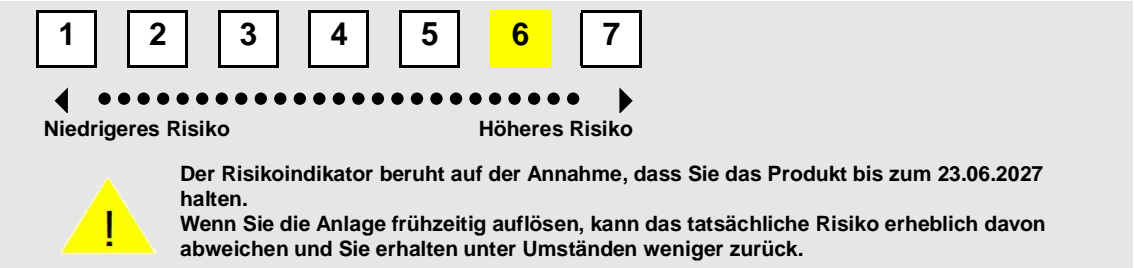 1 2 3 4 5 6 7
Niedrigeres Risiko Höheres Risiko
Der Risikoindikator beruht auf der Annahme, dass Sie das Produkt bis zum 23.06.2027
halten.
Wenn Sie die Anlage frühzeitig auflösen, kann das tatsächliche Risiko erheblich davon
abweichen und Sie erhalten unter Umständen weniger zurück.
!